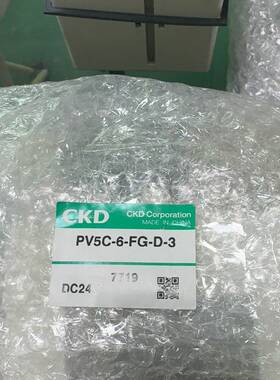 CKD CKD Corporation
MADE IN CHINA
PV5C-6-FG-D-3
7719
DC24